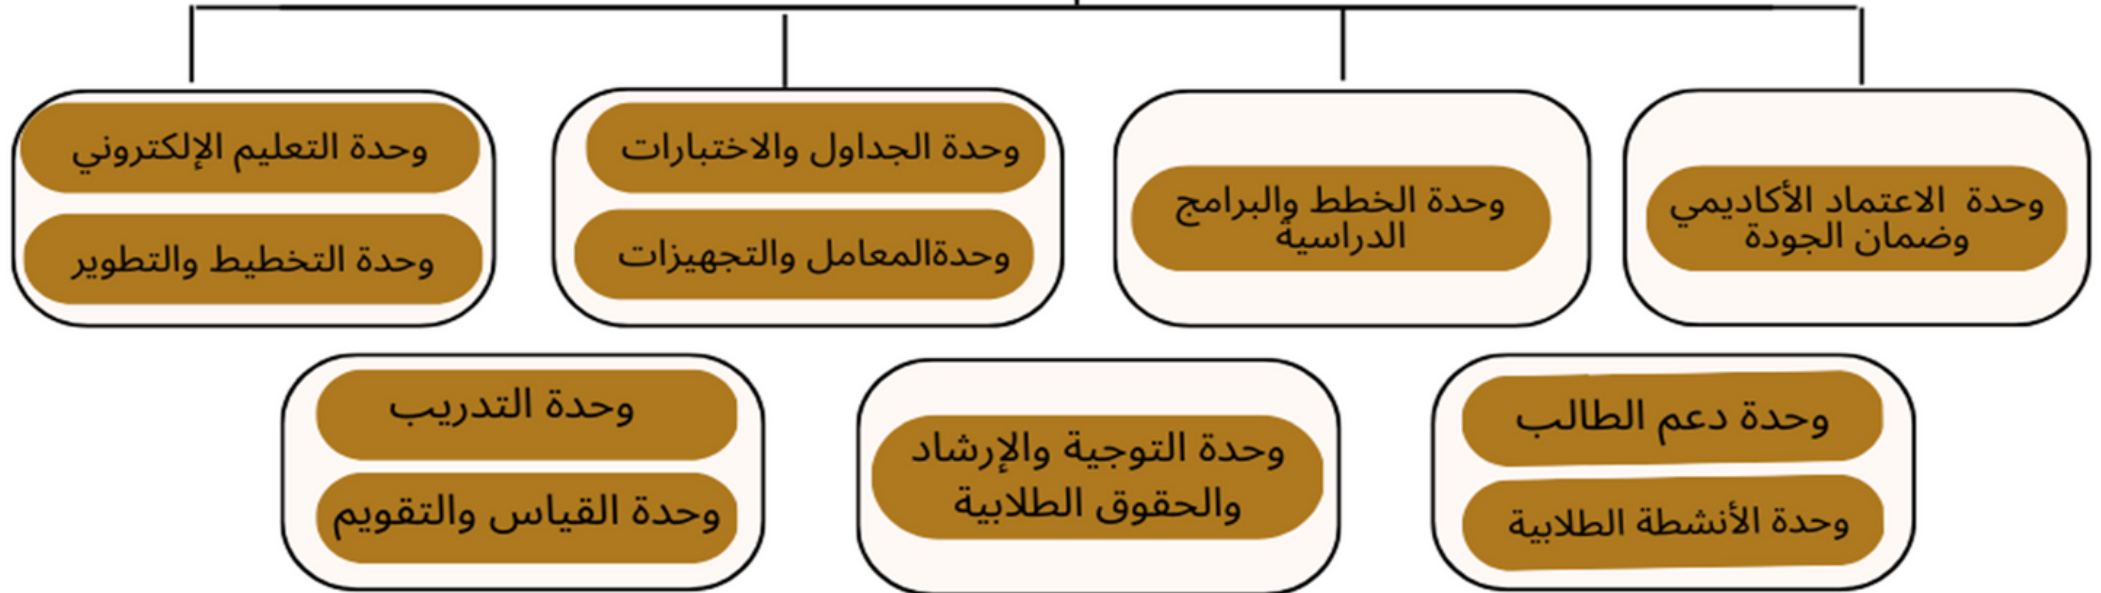 وحدة الاعتماد الأكاديمي
وضمان الجودة
وحدة الخطط والبرامج
الدراسية
وحدة الجداول والاختبارات
وحدةالمعامل والتجهيزات
وحدة التعليم الإلكتروني
وحدة التخطيط والتطوير
وحدة دعم الطالب
وحدة الأنشطة الطلابية
وحدة التوجية والإرشاد
والحقوق الطلابية
وحدة التدريب
وحدة القياس والتقويم